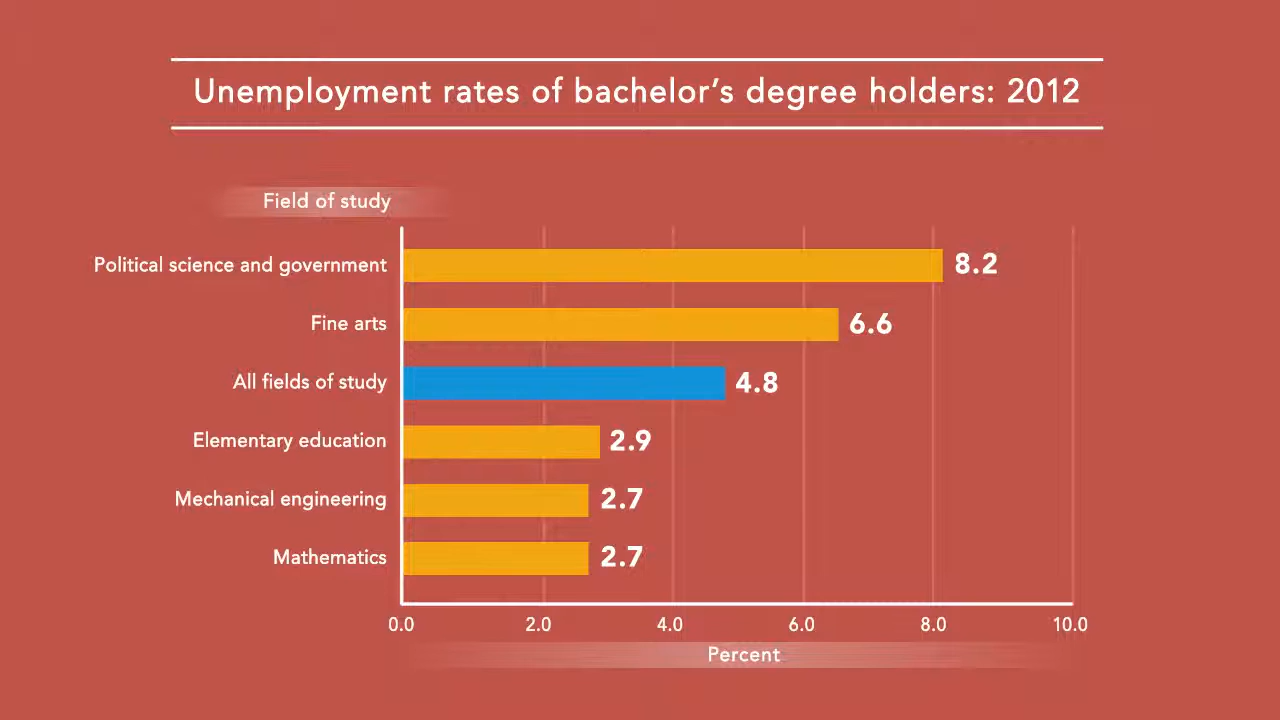 Unemployment rates of bachelor's degree holders: 2012
Field of study
Political science and government 8.2
Fine arts 6.6
All fields of study 4.8
Elementary education 2.9
Mechanical engineering 2.7
Mathematics 2.7
0.0 2.0 4.0 6.0 8.0 10.0
Percent